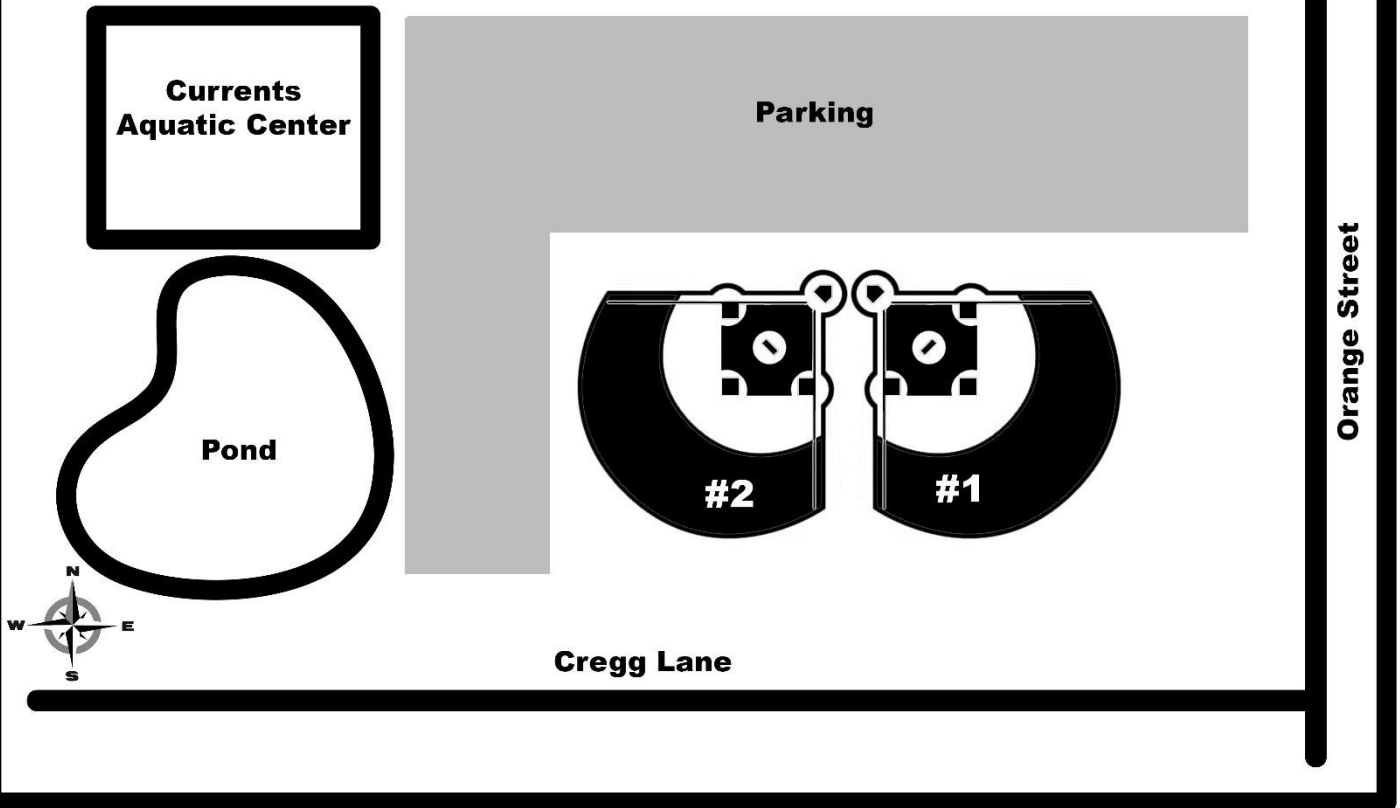 Currents
Aquatic Center
Parking
Orange Street
Pond
#2
#1
N
W
E
S
Cregg Lane